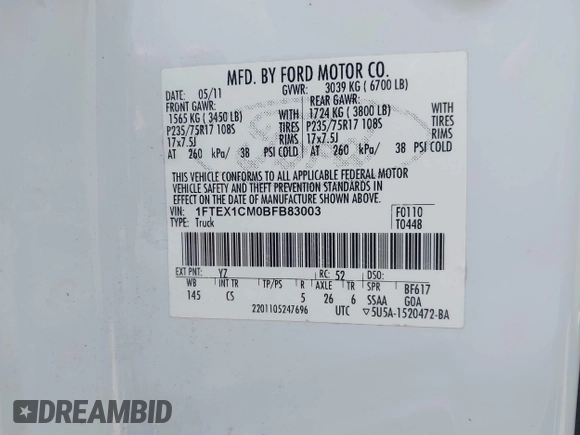 MFD. BY FORD MOTOR CO.
DATE: 05/11 GVWR: 3039 KG ( 6700 LB)
FRONT GAWR: REAR GAWR:
1565 KG ( 3450 LB) WITH 1724 KG ( 3800 LB) WITH
P235/75R17 108S TIRES P235/75R17 108S TIRES
17x7.5J RIMS 17x7.5J RIMS
AT 260 kPa/ 38 PSI COLD AT 260 kPa/ 38 PSI COLD
THIS VEHICLE CONFORMS TO ALL APPLICABLE FEDERAL MOTOR
VEHICLE SAFETY AND THEFT PREVENTION STANDARDS IN
EFFECT ON THE DATE OF MANUFACTURE SHOWN ABOVE.
VIN: 1FTEX1CM0BFB83003 F0110
TYPE: Truck T0448
EXT PNT: YZ RC: 52 DSO:
WB INT TR TP/PS R AXLE TR SPR BF617
145 CS 5 26 6 SSAA GOA
2201105247696 UTC ▽5U5A-1520472-BA
DREAMBID